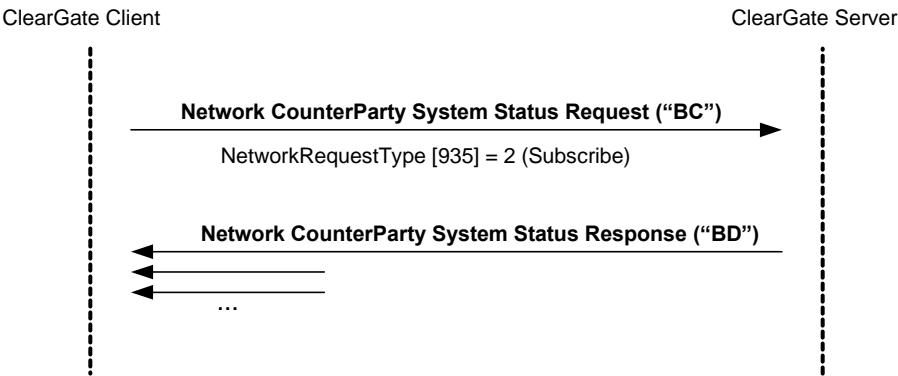 ClearGate Client
ClearGate Server
Network CounterParty System Status Request (“BC”)
NetworkRequestType [935] = 2 (Subscribe)
Network CounterParty System Status Response (“BD”)
…